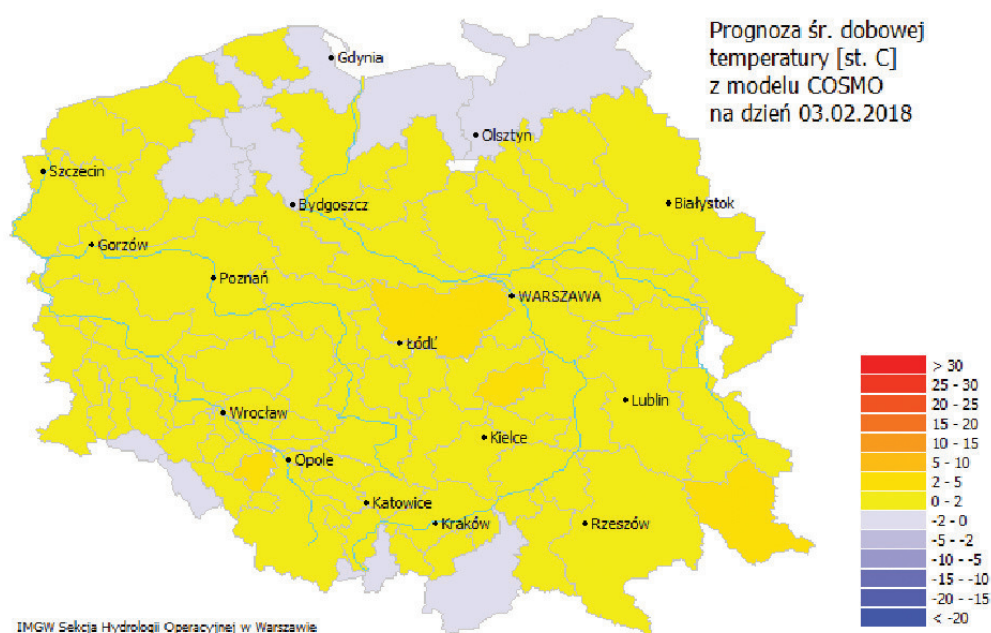 Prognoza śr. dobowej
temperatury [st. C]
z modelu COSMO
na dzień 03.02.2018
Gdynia
Olsztyn
Szczecin
Bydgoszcz
Białystok
Gorzów
Poznań
WARSZAWA
ŁódĽ
Lublin
Wrocław
Kielce
Opole
Katowice
Kraków
Rzeszów
> 30
25 - 30
20 - 25
15 - 20
10 - 15
5 - 10
2 - 5
0 - 2
-2 - 0
-5 - -2
-10 - -5
-15 - -10
-20 - -15
< -20
IMGW Sekcja Hydrologii Operacyjnej w Warszawie